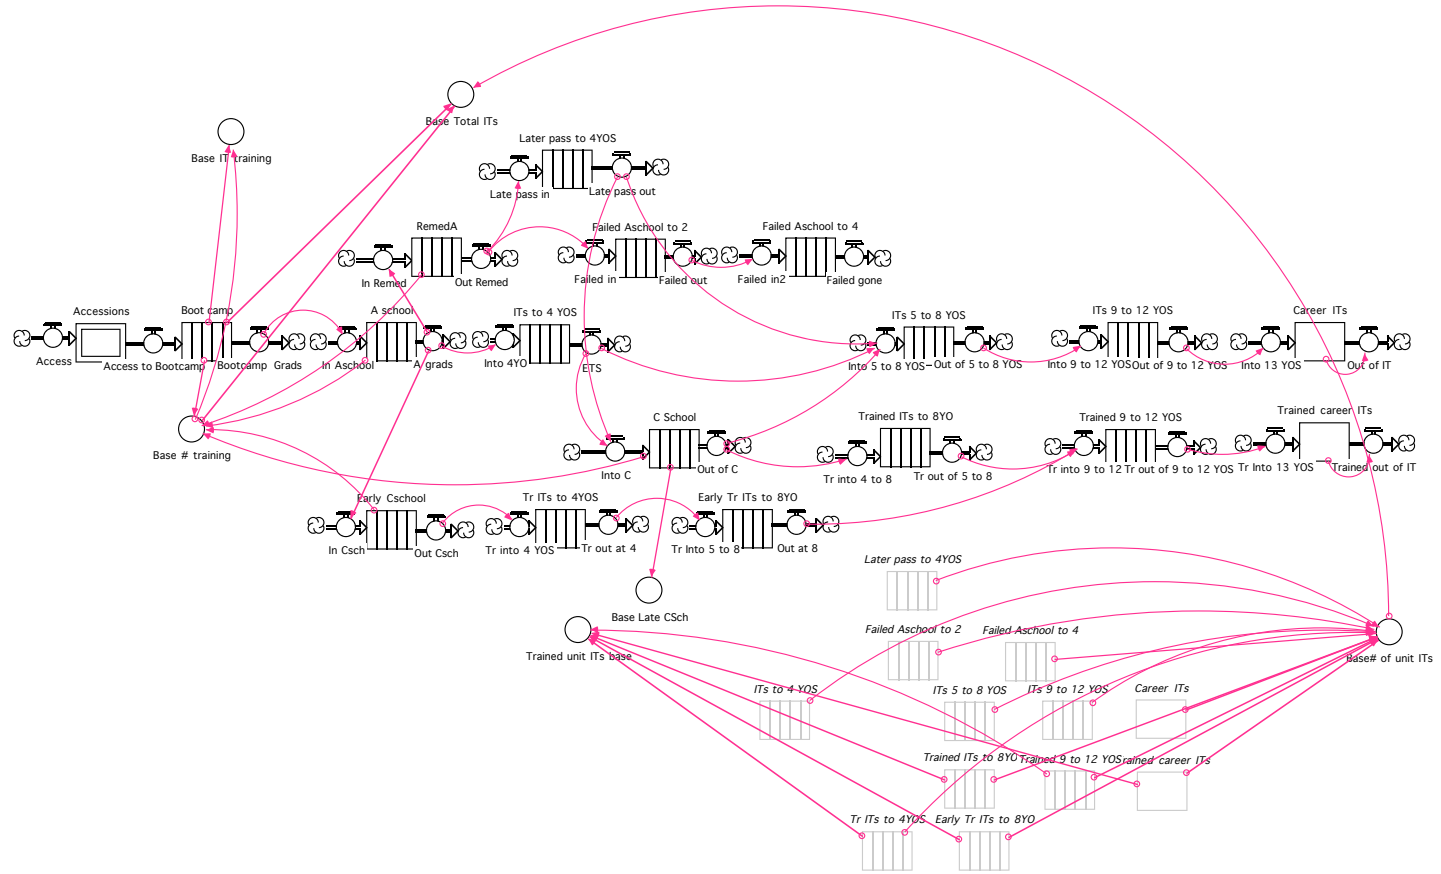 Base Total ITs
Base IT training
Later pass to 4YOS
Late pass in
Late pass out
RemedA
In Remed
Out Remed
Failed Aschool to 2
Failed in
Failed out
Failed Aschool to 4
Failed in2
Failed gone
Accessions
Access
Access to Bootcamp
Boot camp
Bootcamp Grads
A school
In Aschool
A grads
ITs to 4 YOS
Into 4YO
ETS
ITs 5 to 8 YOS
Into 5 to 8 YOS
Out of 5 to 8 YOS
ITs 9 to 12 YOS
Into 9 to 12 YOS
Out of 9 to 12 YOS
Career ITs
Into 13 YOS
Out of IT
Base # training
C School
Into C
Out of C
Trained ITs to 8YO
Tr into 4 to 8
Tr out of 5 to 8
Trained 9 to 12 YOS
Tr into 9 to 12
Tr out of 9 to 12 YOS
Trained career ITs
Tr Into 13 YOS
Trained out of IT
Early Cschool
In Csch
Out Csch
Tr ITs to 4YOS
Tr into 4 YOS
Tr out at 4
Early Tr ITs to 8YO
Tr Into 5 to 8
Out at 8
Base Late CSch
Trained unit ITs base
Later pass to 4YOS
Failed Aschool to 2
Failed Aschool to 4
Base# of unit ITs
ITs to 4 YOS
ITs 5 to 8 YOS
ITs 9 to 12 YOS
Career ITs
Trained ITs to 8YO
Trained 9 to 12 YOS
rained career ITs
Tr ITs to 4YOS
Early Tr ITs to 8YO